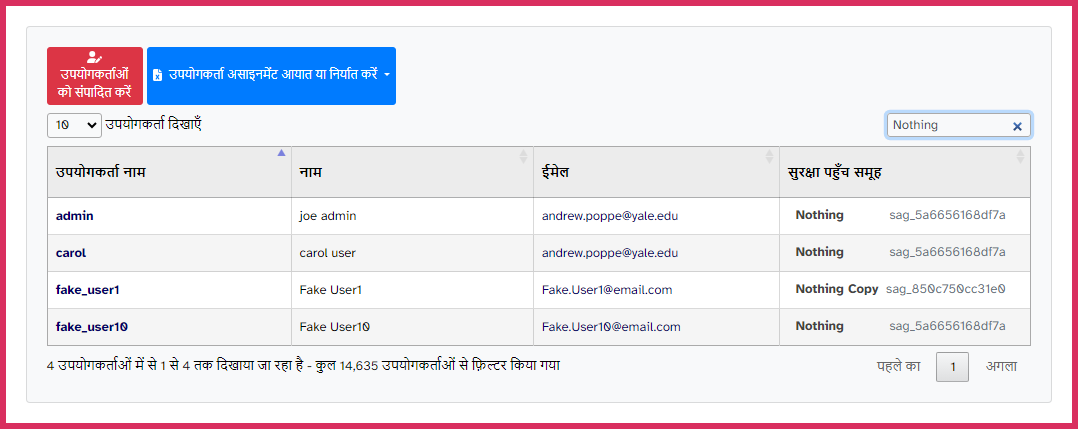 उपयोगकर्ताओं
को संपादित करें
उपयोगकर्ता असाइनमेंट आयात या निर्यात करें
10 उपयोगकर्ता दिखाएँ
Nothing
उपयोगकर्ता नाम नाम ईमेल सुरक्षा पहुँच समूह
admin joe admin andrew.poppe@yale.edu Nothing sag_5a6656168df7a
carol carol user andrew.poppe@yale.edu Nothing sag_5a6656168df7a
fake_user1 Fake User1 Fake.User1@email.com Nothing Copy sag_850c750cc31e0
fake_user10 Fake User10 Fake.User10@email.com Nothing sag_5a6656168df7a
4 उपयोगकर्ताओं में से 1 से 4 तक दिखाया जा रहा है - कुल 14,635 उपयोगकर्ताओं से फ़िल्टर किया गया
पहले का 1 अगला